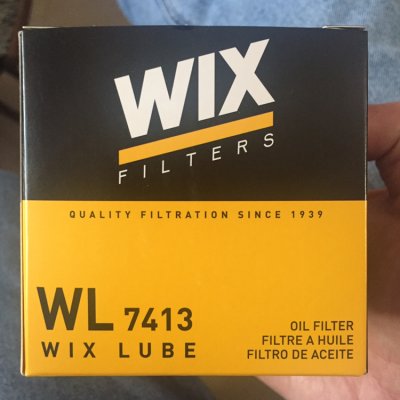 WIX
FILTERS
QUALITY FILTRATION SINCE 1939
WL 7413
WIX LUBE
OIL FILTER
FILTRE A HUILE
FILTRO DE ACEITE